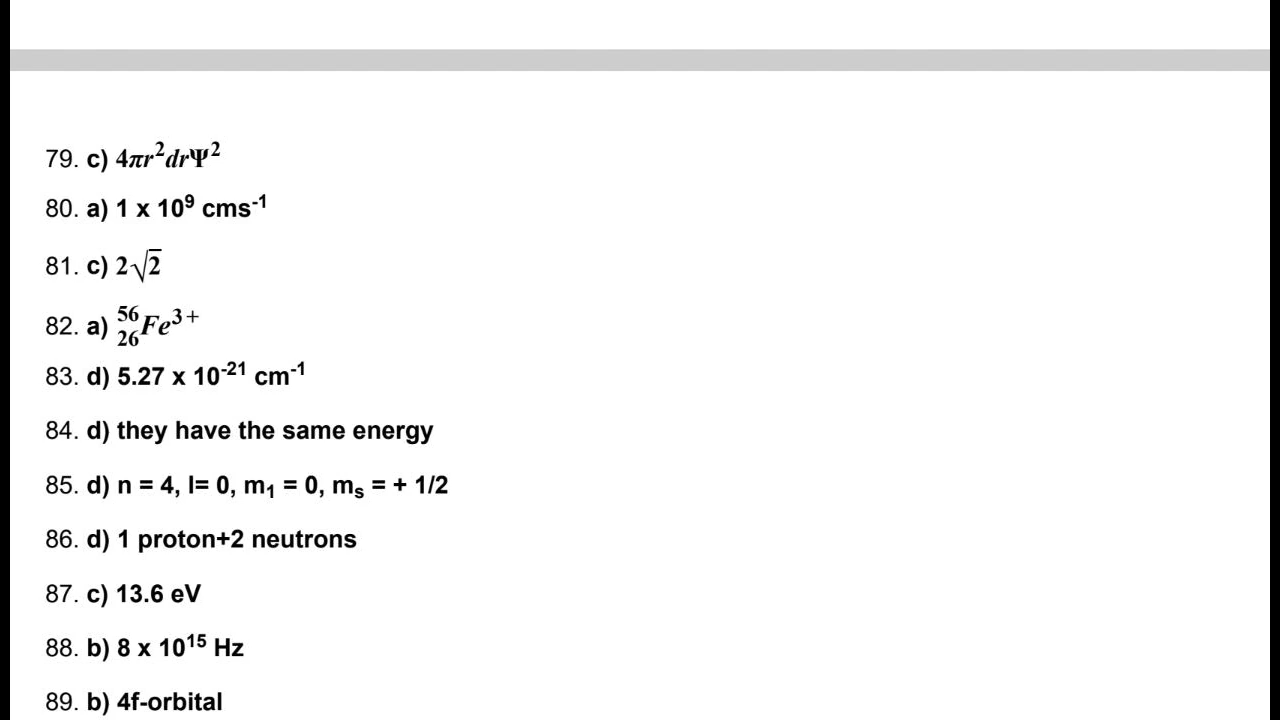 79. c) 4πr²drΨ²
80. a) 1 x 10⁹ cms⁻¹
81. c) 2√2
82. a) ⁵⁶₂₆Fe³⁺
83. d) 5.27 x 10⁻²¹ cm⁻¹
84. d) they have the same energy
85. d) n = 4, l= 0, m₁ = 0, mₛ = + 1/2
86. d) 1 proton+2 neutrons
87. c) 13.6 eV
88. b) 8 x 10¹⁵ Hz
89. b) 4f-orbital